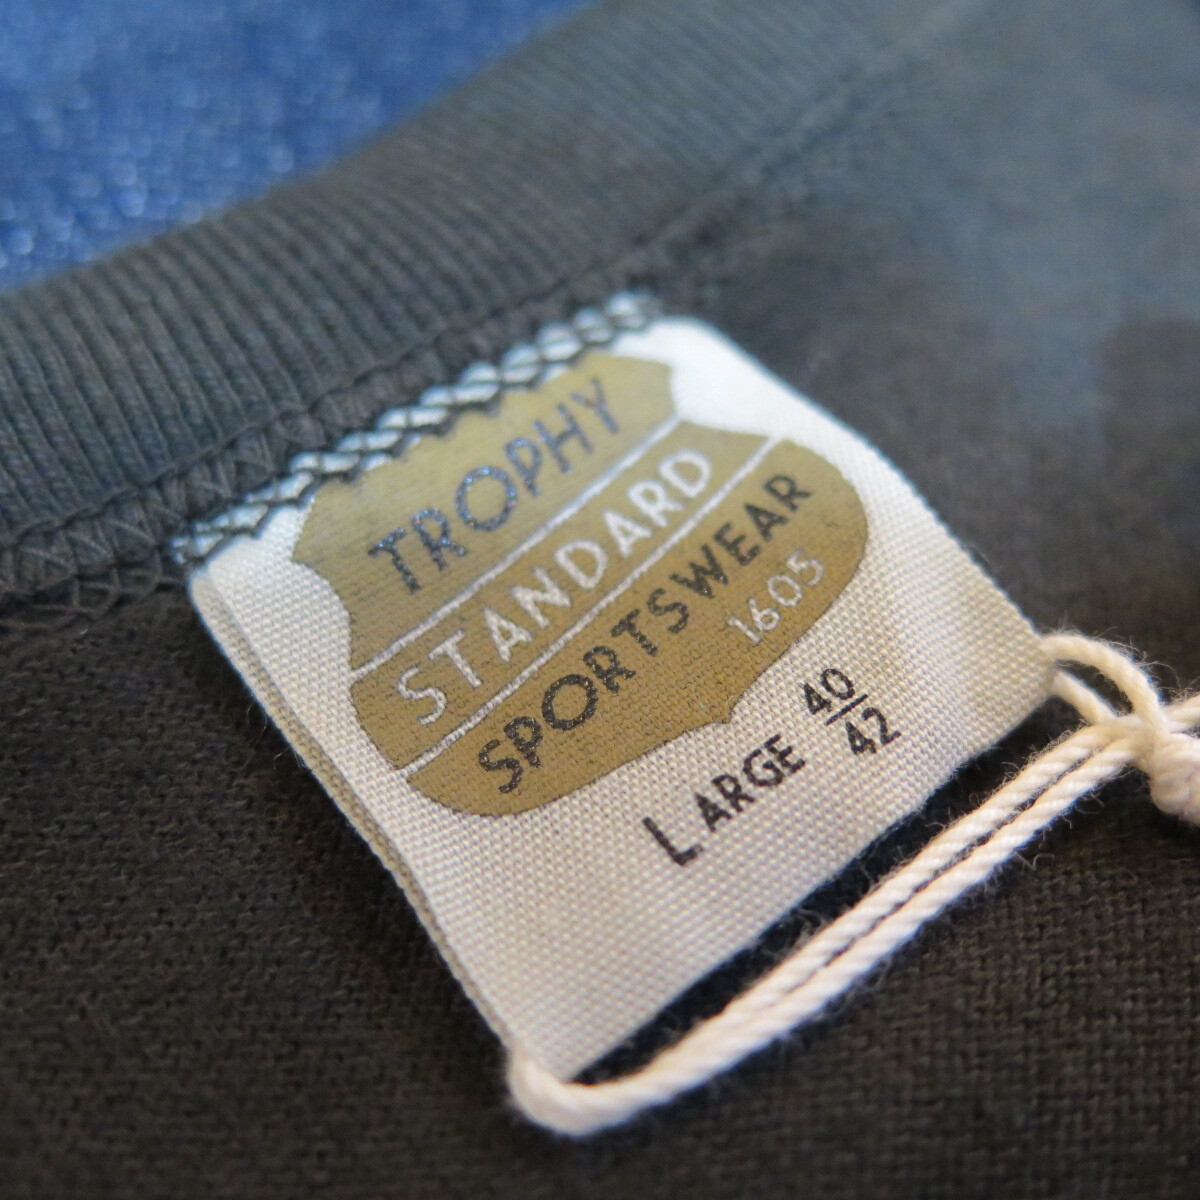 TROPHY
STANDARD
SPORTSWEAR
1605
LARGE 40/42